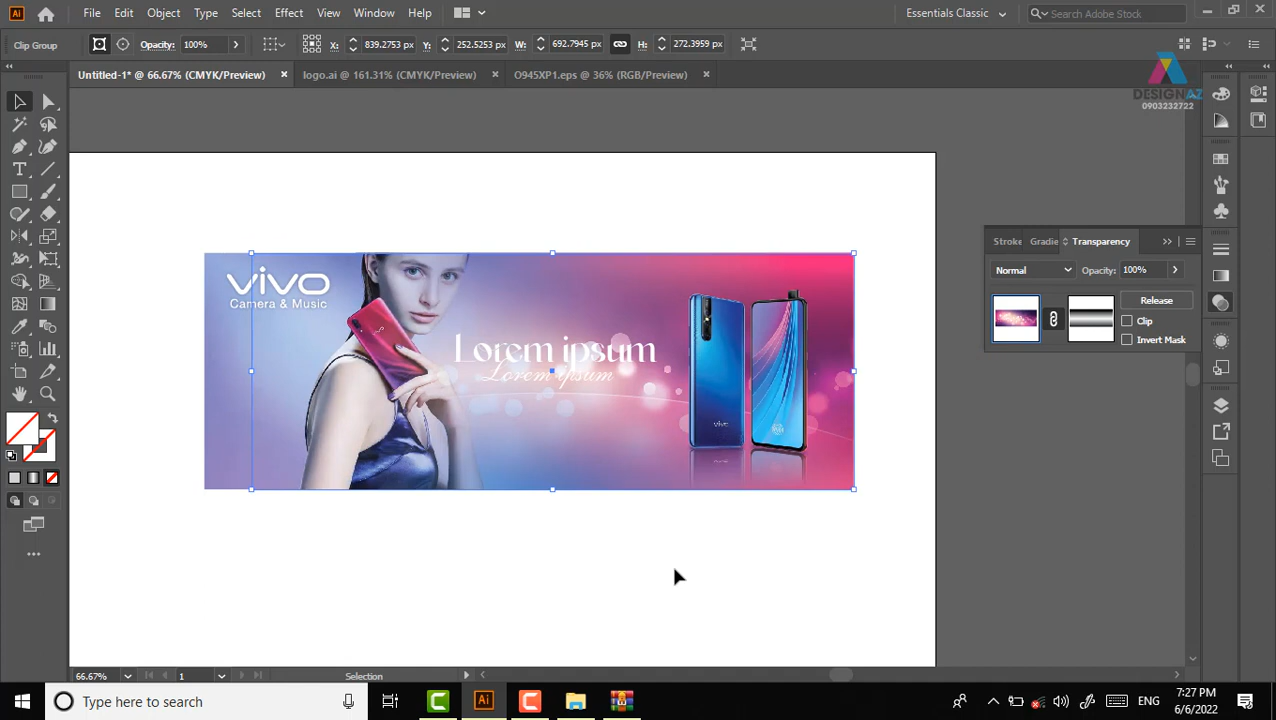 Ai File Edit Object Type Select Effect View Window Help Essentials Classic Search Adobe Stock
Clip Group Opacity: 100% X: 839.2753 px Y: 252.5253 px W: 692.7945 px H: 272.3959 px
Untitled-1* @ 66.67% (CMYK/Preview) logo.ai @ 161.31% (CMYK/Preview) O945XP1.eps @ 36% (RGB/Preview)
DESIGNAZ
0903232722
Stroke Gradie Transparency
Normal Opacity: 100%
Release
Clip
Invert Mask
vivo
Camera & Music
Lorem ipsum
Lorem ipsum
vivo
66.67% 1 Selection
Type here to search Ai ENG 7:27 PM
6/6/2022